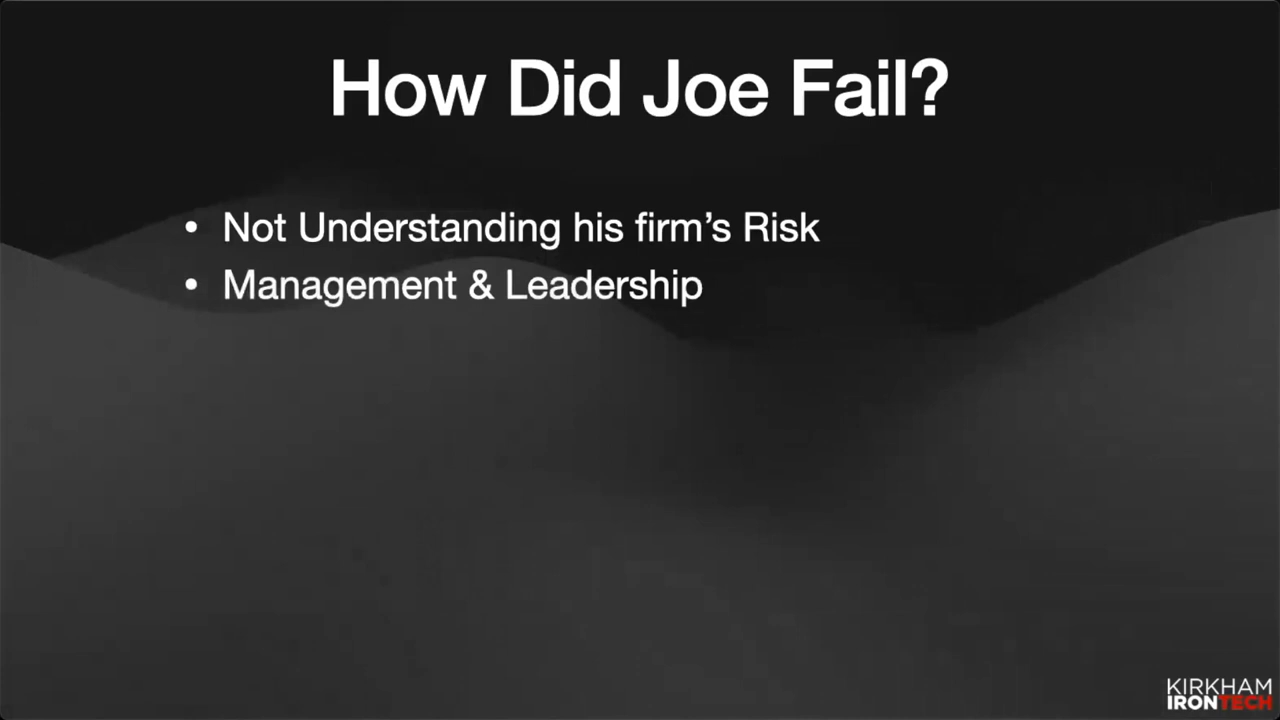 How Did Joe Fail?
• Not Understanding his firm’s Risk
• Management & Leadership
KIRKHAM
IRONTECH